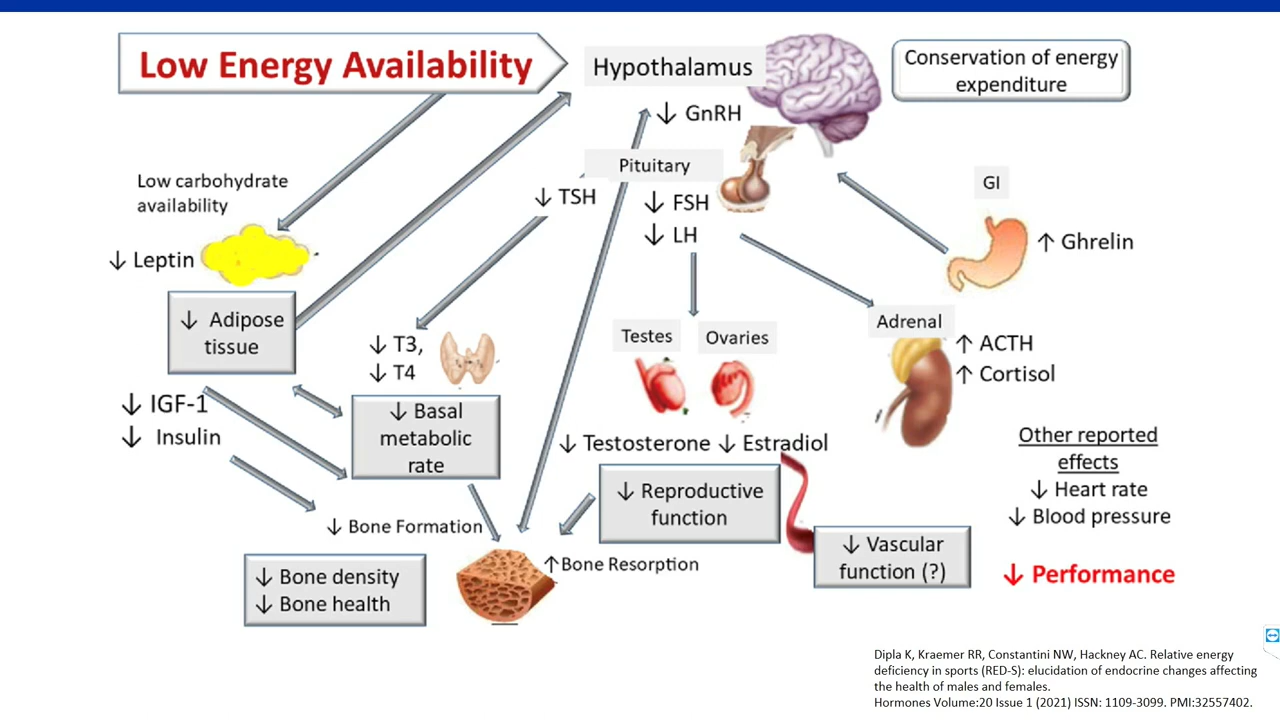 Low Energy Availability
Hypothalamus
Conservation of energy
expenditure
↓ GnRH
Pituitary
Low carbohydrate
availability
GI
↓ TSH
↓ FSH
↓ LH
↑ Ghrelin
↓ Leptin
↓ Adipose
tissue
Testes
Ovaries
Adrenal
↓ T3,
↓ T4
↑ ACTH
↑ Cortisol
↓ IGF-1
↓ Insulin
↓ Basal
metabolic
rate
↓ Testosterone ↓ Estradiol
Other reported
effects
↓ Heart rate
↓ Blood pressure
↓ Reproductive
function
↓ Bone Formation
↓ Vascular
function (?)
↑Bone Resorption
↓ Bone density
↓ Bone health
↓ Performance
Dipla K, Kraemer RR, Constantini NW, Hackney AC. Relative energy
deficiency in sports (RED-S): elucidation of endocrine changes affecting
the health of males and females.
Hormones Volume:20 Issue 1 (2021) ISSN: 1109-3099. PMI:32557402.